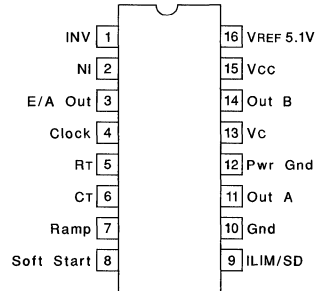 INV 1 16 VREF 5.1V
NI 2 15 VCC
E/A Out 3 14 Out B
Clock 4 13 VC
RT 5 12 Pwr Gnd
CT 6 11 Out A
Ramp 7 10 Gnd
Soft Start 8 9 ILIM/SD